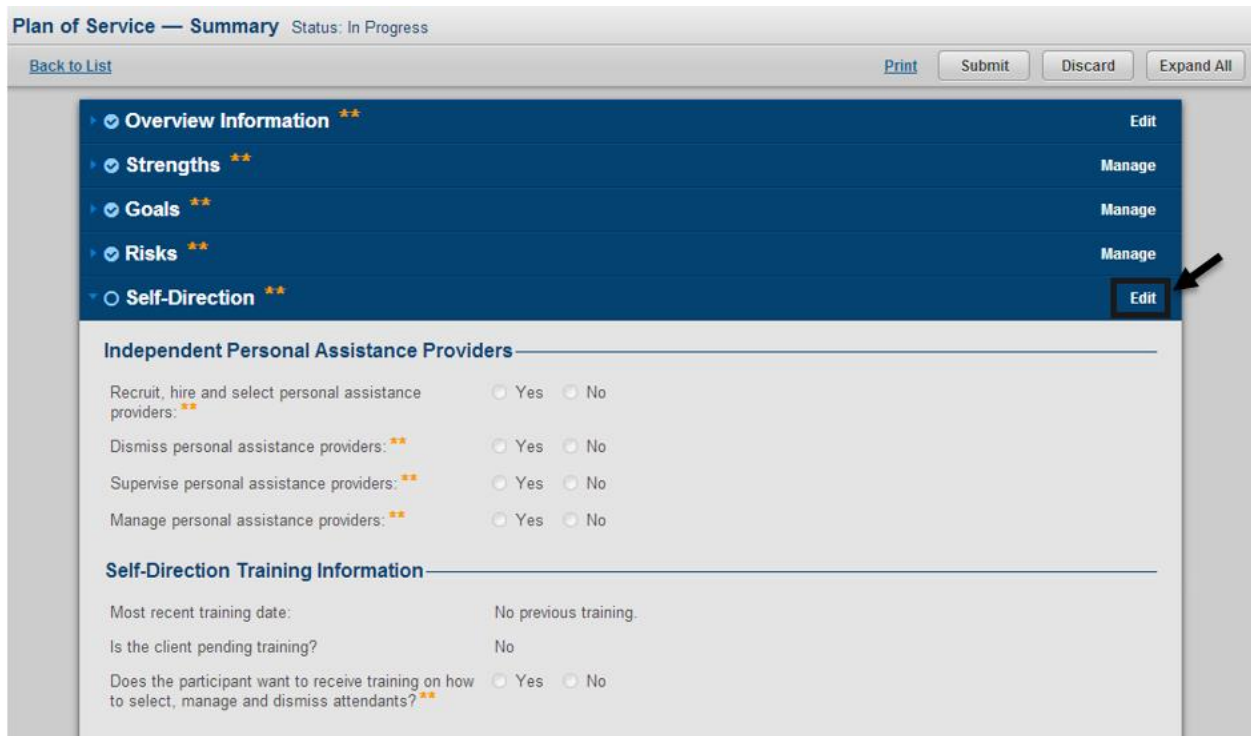 Plan of Service — Summary Status: In Progress
Back to List Print Submit Discard Expand All
Overview Information ** Edit
Strengths ** Manage
Goals ** Manage
Risks ** Manage
Self-Direction ** Edit
Independent Personal Assistance Providers
Recruit, hire and select personal assistance Yes No
providers: **
Dismiss personal assistance providers: ** Yes No
Supervise personal assistance providers: ** Yes No
Manage personal assistance providers: ** Yes No
Self-Direction Training Information
Most recent training date: No previous training.
Is the client pending training? No
Does the participant want to receive training on how Yes No
to select, manage and dismiss attendants? **